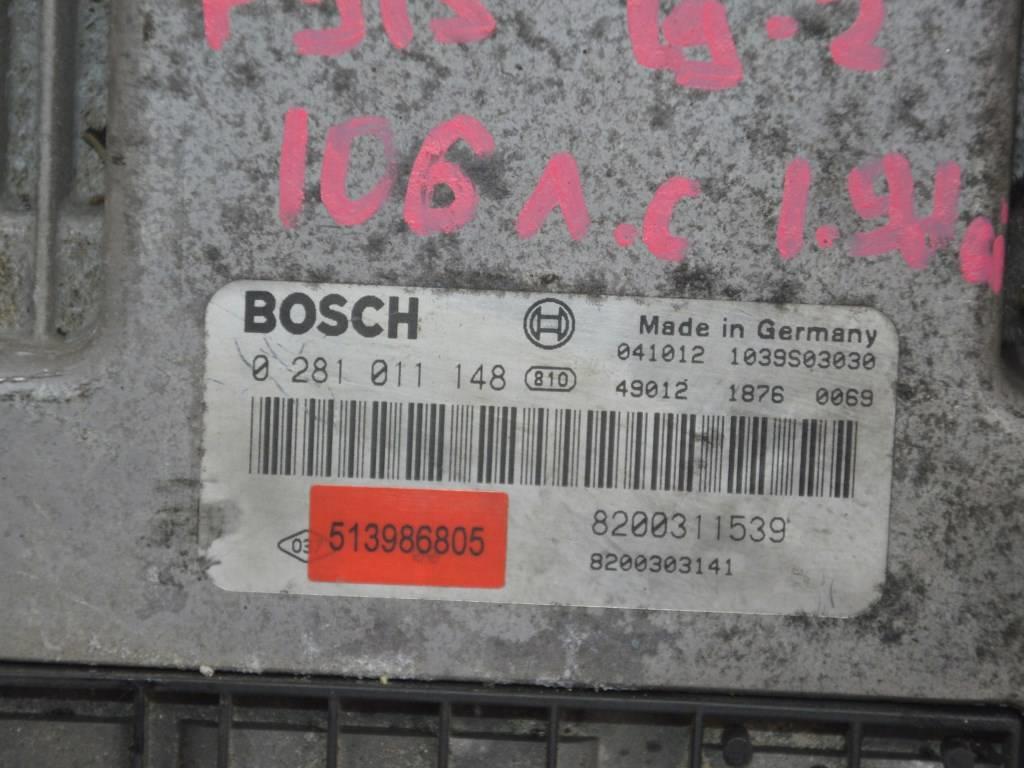 106 л.с 1.9
BOSCH
Made in Germany
041012 1039S03030
0 281 011 148 810
49012 1876 0069
513986805
8200311539
8200303141